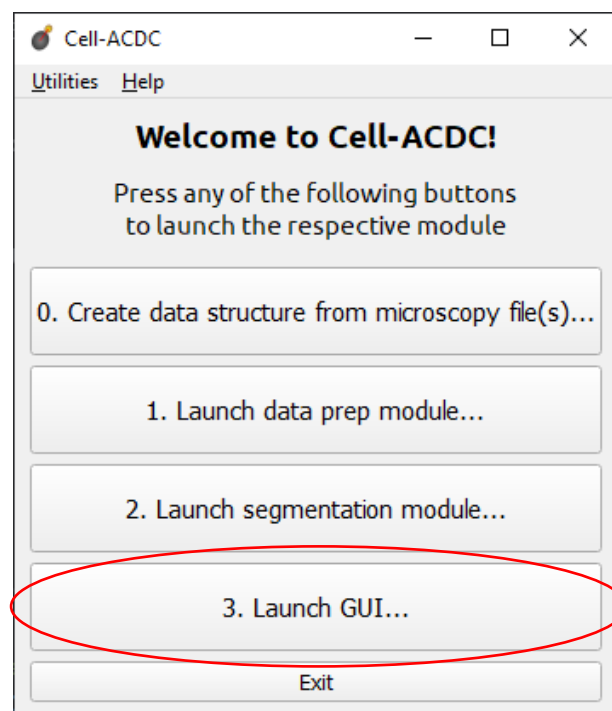 Cell-ACDC
Utilities Help
Welcome to Cell-ACDC!
Press any of the following buttons
to launch the respective module
0. Create data structure from microscopy file(s)...
1. Launch data prep module...
2. Launch segmentation module...
3. Launch GUI...
Exit